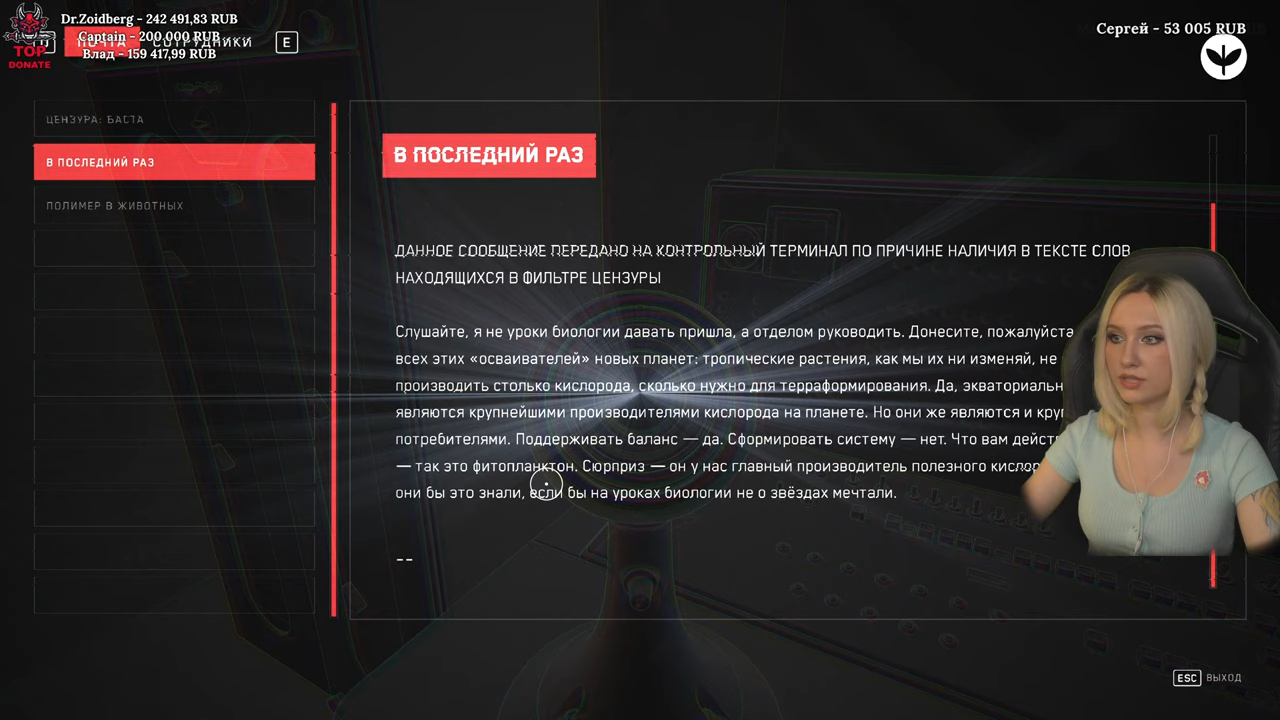 Dr.Zoidberg - 242 491,83 RUB
Captain - 200 000 RUB
Влад - 159 417,99 RUB
TOP
DONATE
ПОЧТА
СОТРУДНИКИ
E
Сергей - 53 005 RUB
ЦЕНЗУРА: БАСТА
В ПОСЛЕДНИЙ РАЗ
ПОЛИМЕР В ЖИВОТНЫХ
В ПОСЛЕДНИЙ РАЗ
ДАННОЕ СООБЩЕНИЕ ПЕРЕДАНО НА КОНТРОЛЬНЫЙ ТЕРМИНАЛ ПО ПРИЧИНЕ НАЛИЧИЯ В ТЕКСТЕ СЛОВ
НАХОДЯЩИХСЯ В ФИЛЬТРЕ ЦЕНЗУРЫ
Слушайте, я не уроки биологии давать пришла, а отделом руководить. Донесите, пожалуйста
всех этих «осваивателей» новых планет: тропические растения, как мы их ни изменяй, не
производить столько кислорода, сколько нужно для терраформирования. Да,
являются крупнейшими производителями кислорода на планете. Но они же являются и
потребителями. Поддерживать баланс — да. Сформировать систему — нет. Что вам
— так это фитопланктон. Сюрприз — он у нас главный производитель полезного
они бы это знали, если бы на уроках биологии не о звёздах мечтали.
--
ESC ВЫХОД